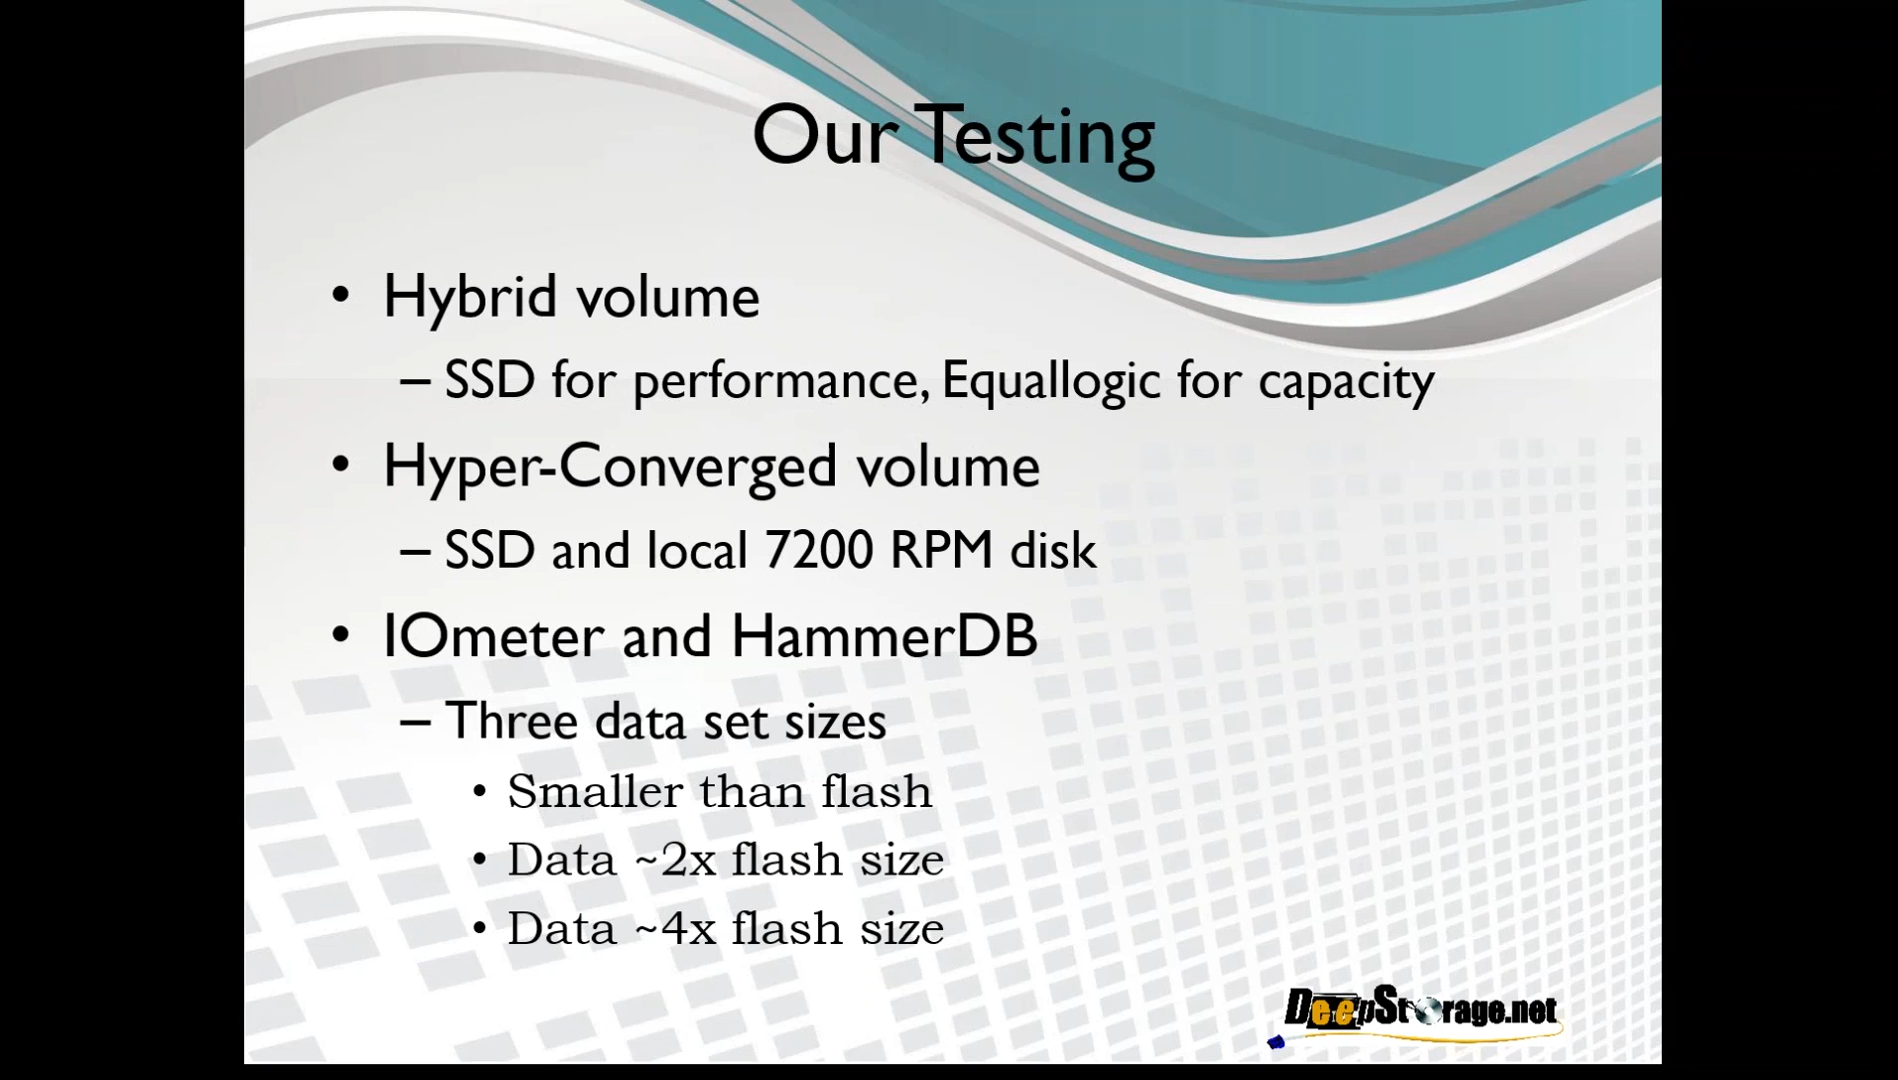 Our Testing
• Hybrid volume
– SSD for performance, Equallogic for capacity
• Hyper-Converged volume
– SSD and local 7200 RPM disk
• IOmeter and HammerDB
– Three data set sizes
• Smaller than flash
• Data ~2x flash size
• Data ~4x flash size
DeepStorage.net